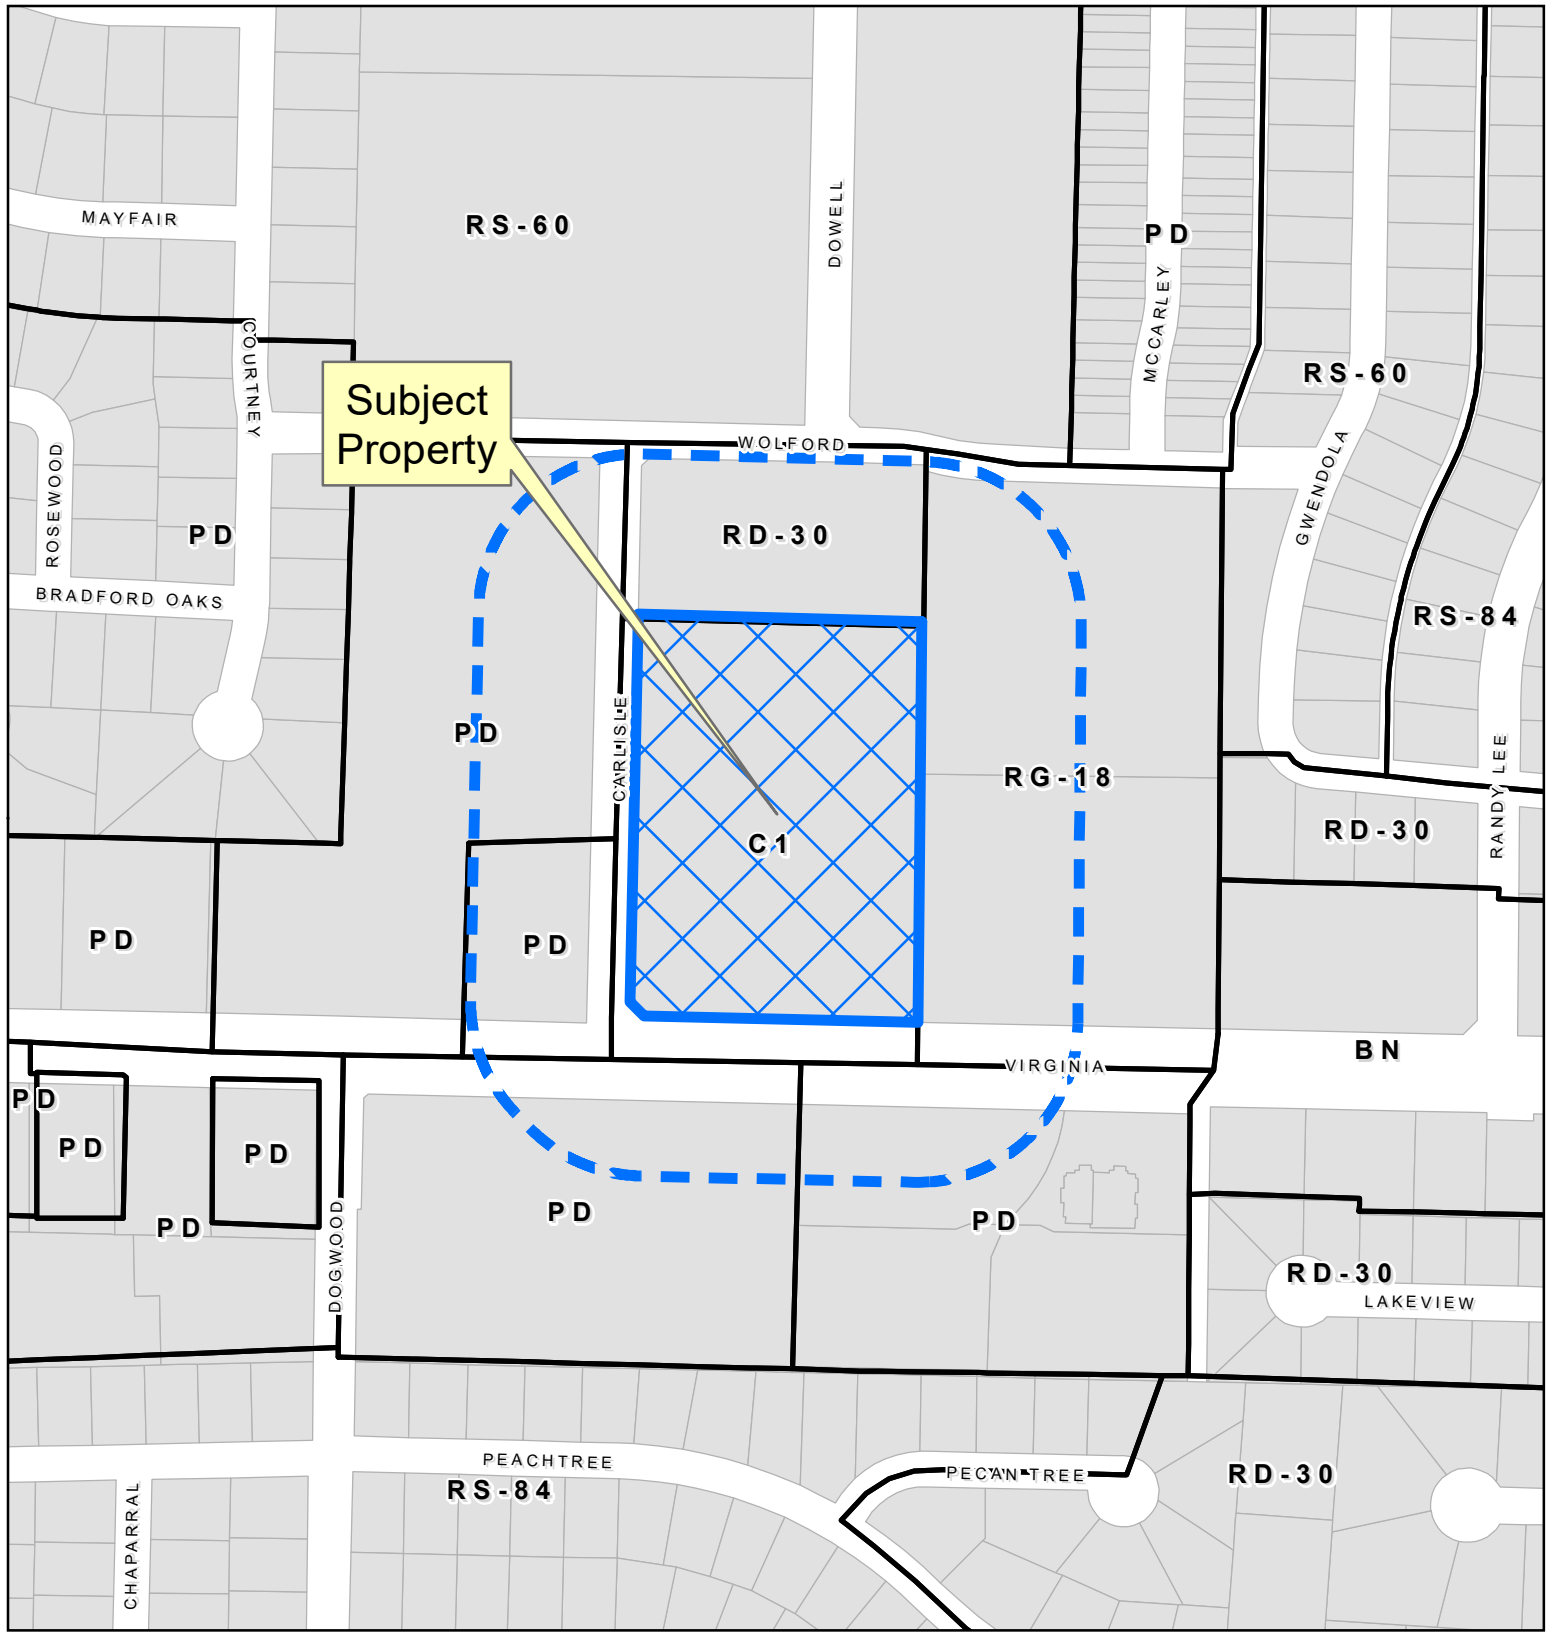 MAYFAIR
RS-60
DOWELL
PD
MCCARLEY
COURTNEY
RS-60
Subject
Property
WOLFORD
GWENDOLA
ROSEWOOD
PD
RD-30
BRADFORD OAKS
RS-84
PD
CARLISLE
RG-18
RANDY LEE
RD-30
C1
PD
PD
BN
VIRGINIA
PD
PD
PD
PD
PD
PD
DOGWOOD
RD-30
LAKEVIEW
PEACHTREE
PECAN TREE
RD-30
RS-84
CHAPARRAL